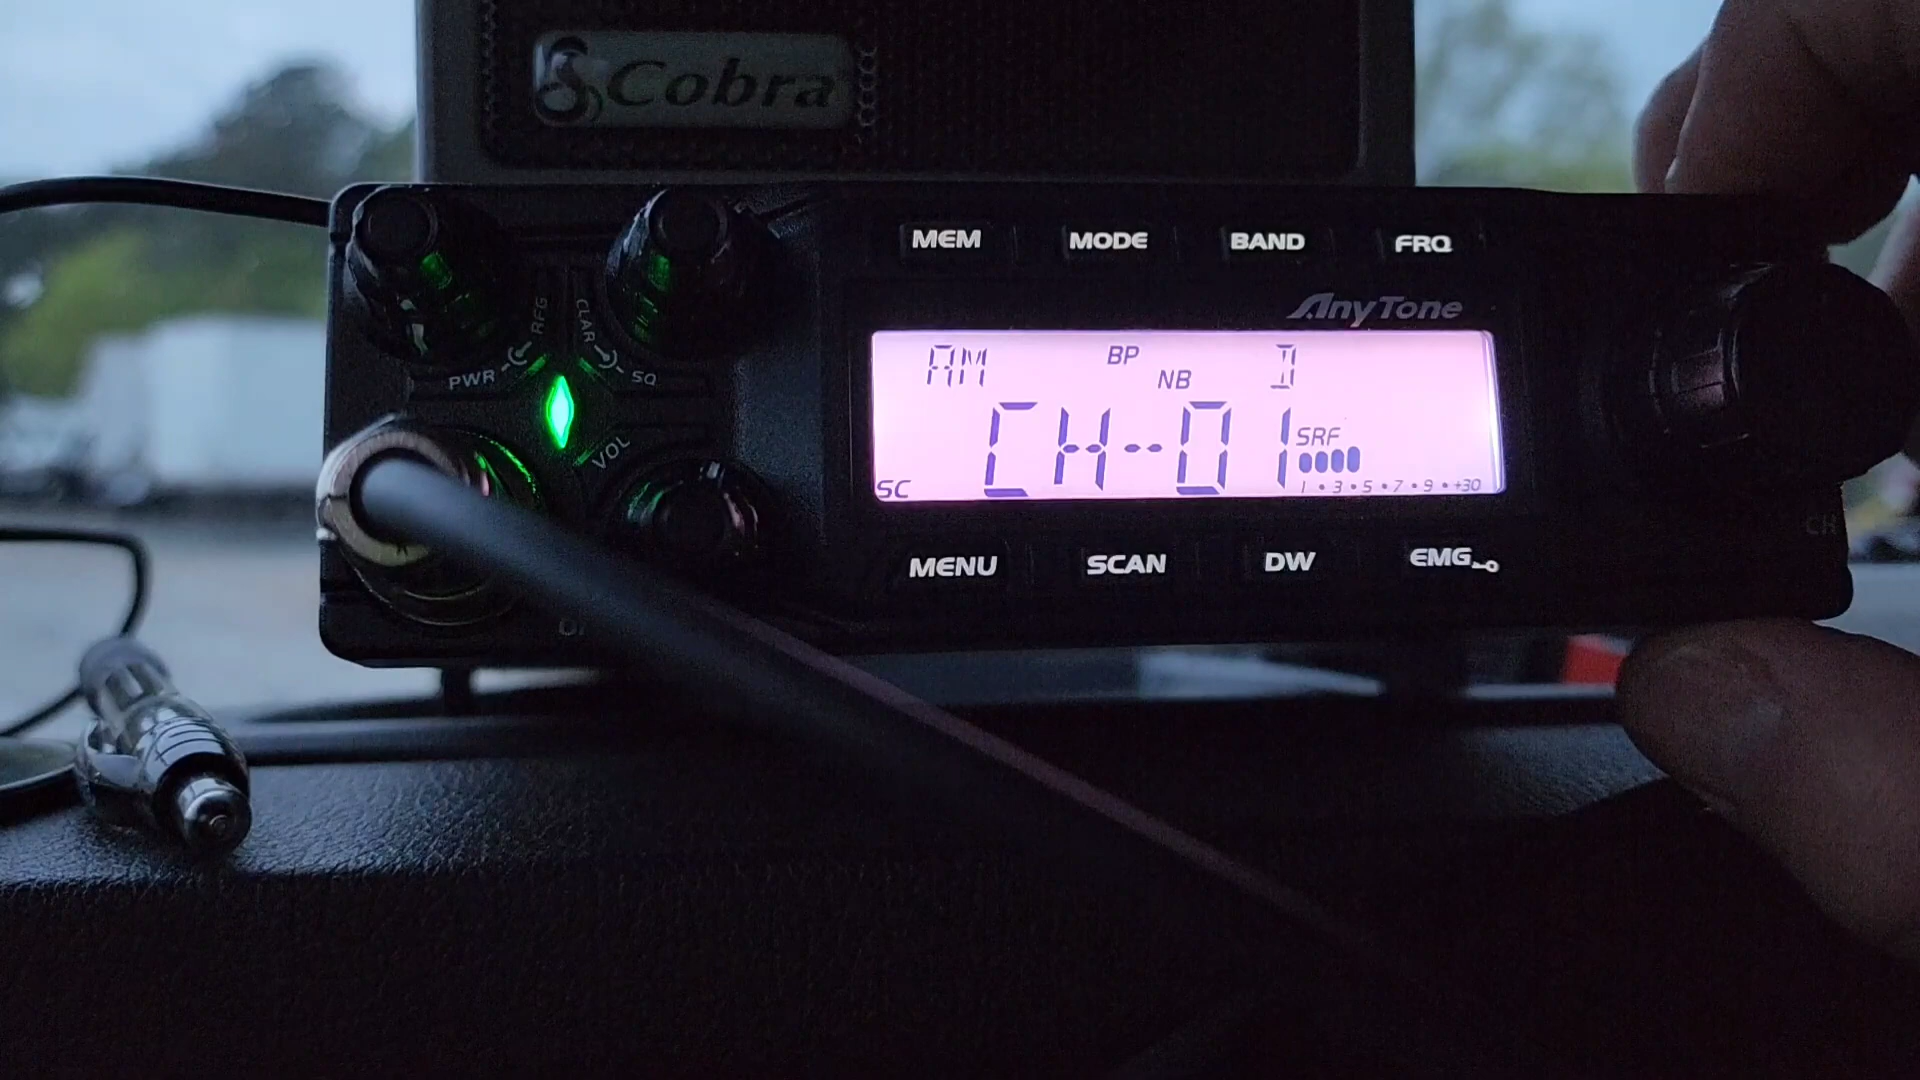 Cobra
MEM MODE BAND FRQ
AnyTone
RFG CLAR
PWR SQ
VOL
AM BP NB D
CH-01 SRF
SC 1 • 3 • 5 • 7 • 9 • +30
CH
MENU SCAN DW EMG